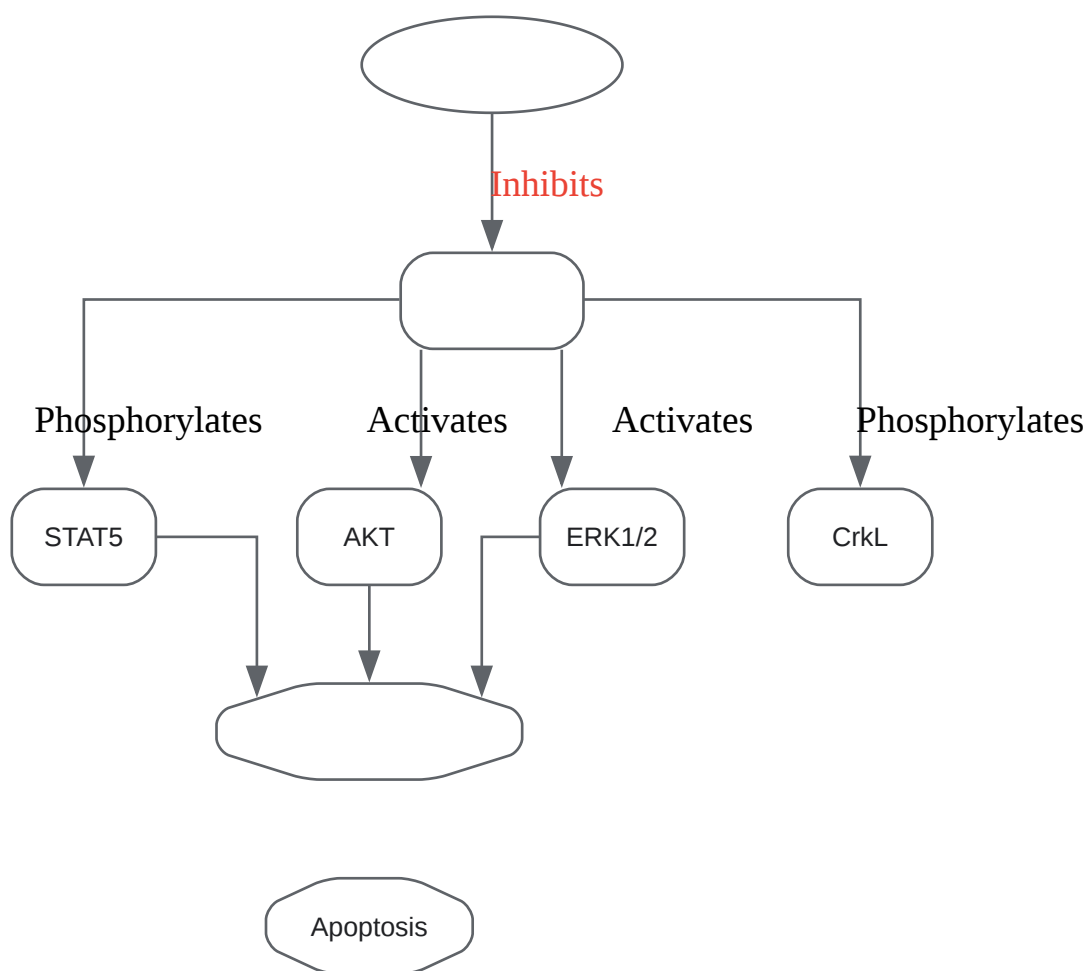 Inhibits
Phosphorylates
Activates
Activates
Phosphorylates
STAT5
AKT
ERK1/2
CrkL
Apoptosis